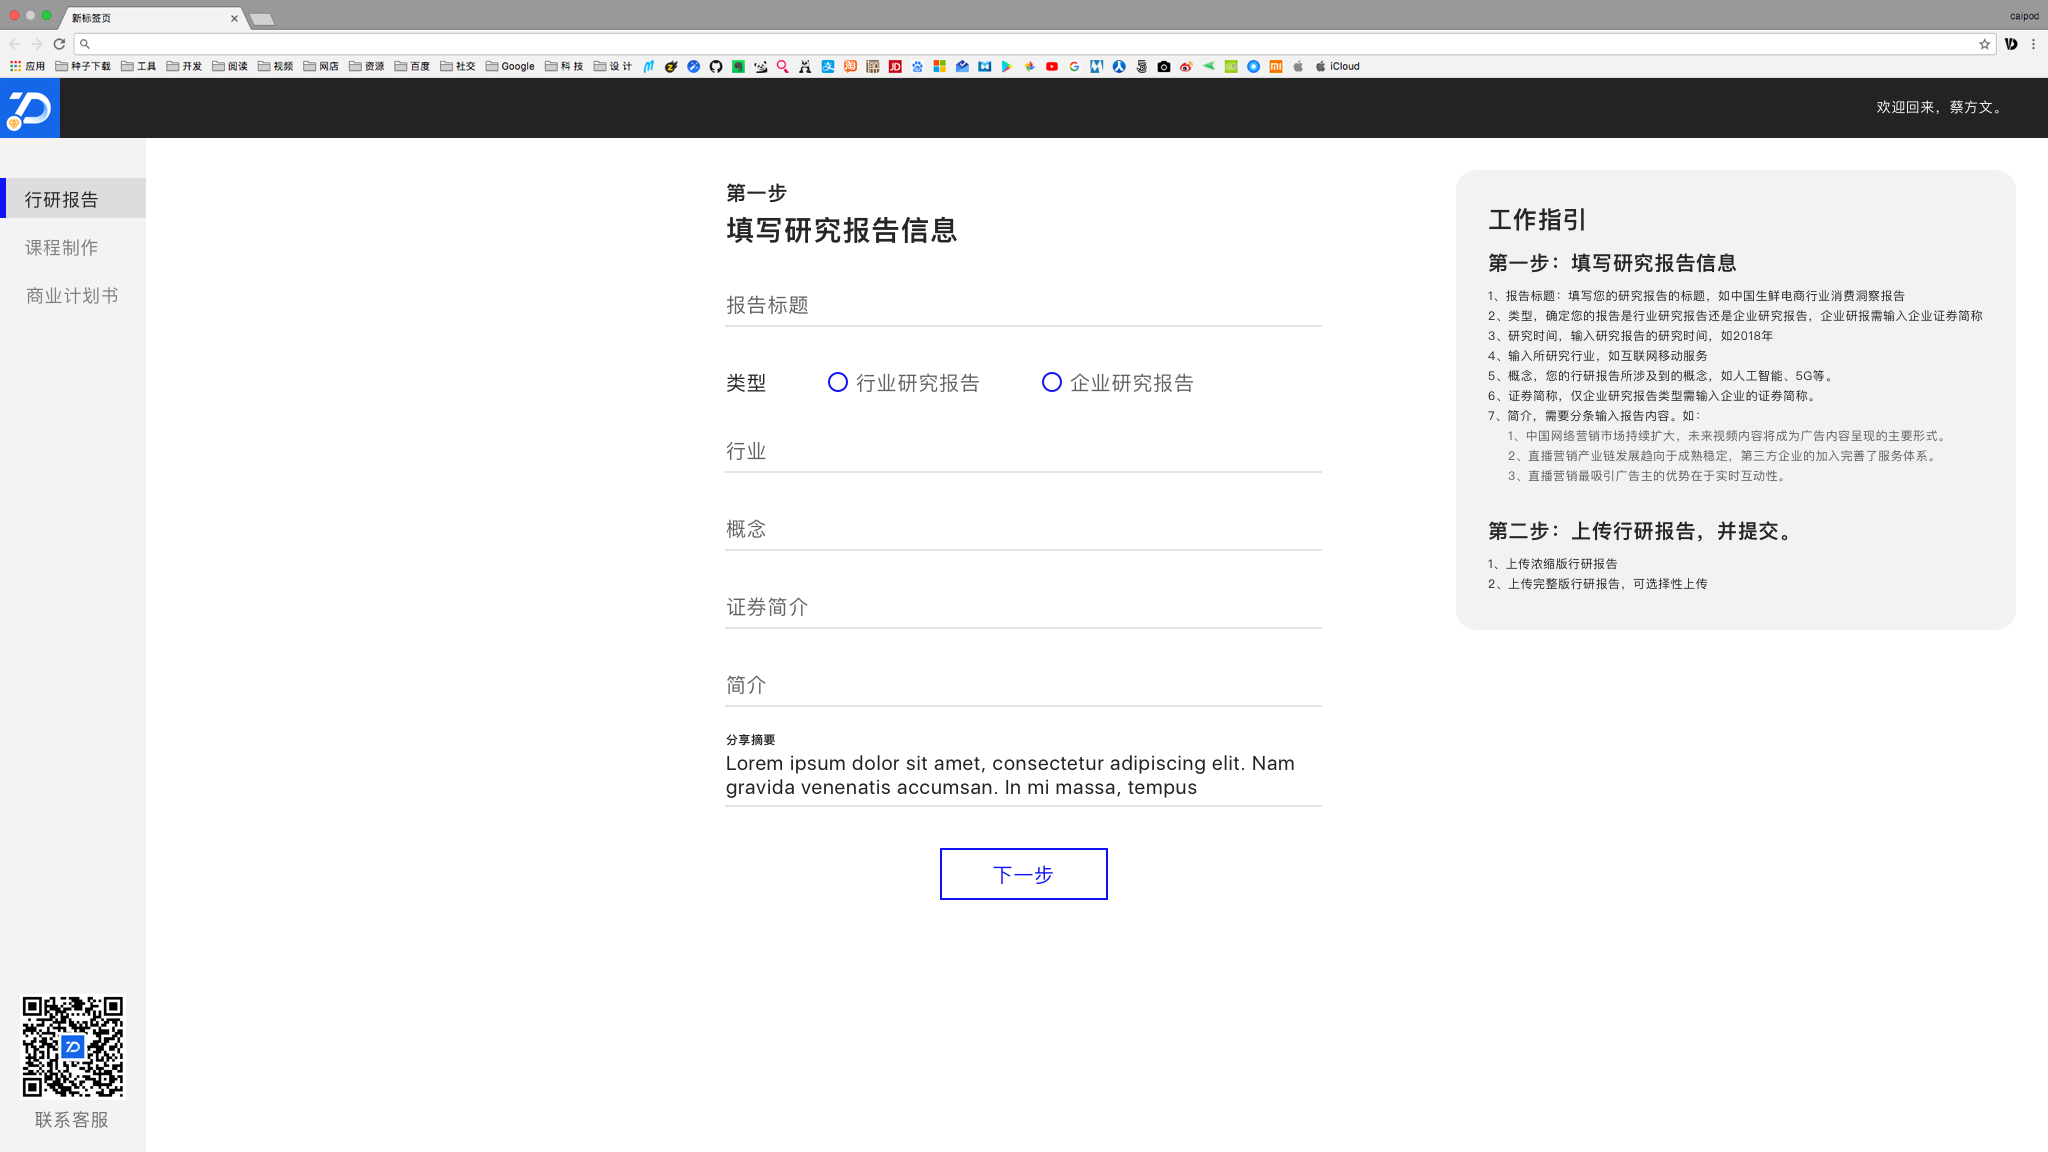 新标签页
caipod
应用 种子下载 工具 开发 阅读 视频 网店 资源 百度 社交 Google 科 技 设 计 iCloud
欢迎回来，蔡方文。
行研报告
课程制作
商业计划书
联系客服
第一步
填写研究报告信息
报告标题
类型 行业研究报告 企业研究报告
行业
概念
证券简介
简介
分享摘要
Lorem ipsum dolor sit amet, consectetur adipiscing elit. Nam
gravida venenatis accumsan. In mi massa, tempus
下一步
工作指引
第一步：填写研究报告信息
1、报告标题：填写您的研究报告的标题，如中国生鲜电商行业消费洞察报告
2、类型，确定您的报告是行业研究报告还是企业研究报告，企业研报需输入企业证券简称
3、研究时间，输入研究报告的研究时间，如2018年
4、输入所研究行业，如互联网移动服务
5、概念，您的行研报告所涉及到的概念，如人工智能、5G等。
6、证券简称，仅企业研究报告类型需输入企业的证券简称。
7、简介，需要分条输入报告内容。如：
1、中国网络营销市场持续扩大，未来视频内容将成为广告内容呈现的主要形式。
2、直播营销产业链发展趋向于成熟稳定，第三方企业的加入完善了服务体系。
3、直播营销最吸引广告主的优势在于实时互动性。
第二步：上传行研报告，并提交。
1、上传浓缩版行研报告
2、上传完整版行研报告，可选择性上传